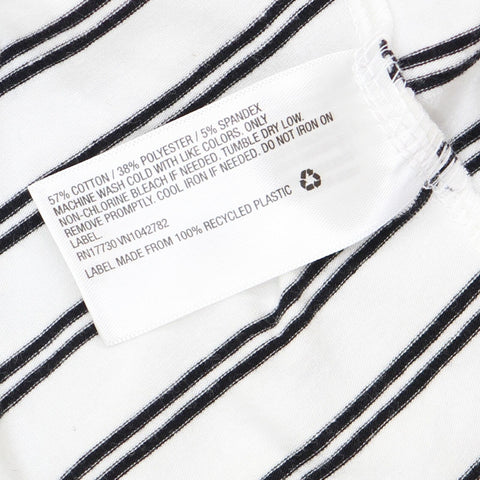 57% COTTON / 38% POLYESTER / 5% SPANDEX
MACHINE WASH COLD WITH LIKE COLORS, ONLY
NON-CHLORINE BLEACH IF NEEDED. TUMBLE DRY LOW.
REMOVE PROMPTLY. COOL IRON IF NEEDED. DO NOT IRON ON
LABEL.
RN17730 VN1042782
LABEL MADE FROM 100% RECYCLED PLASTIC